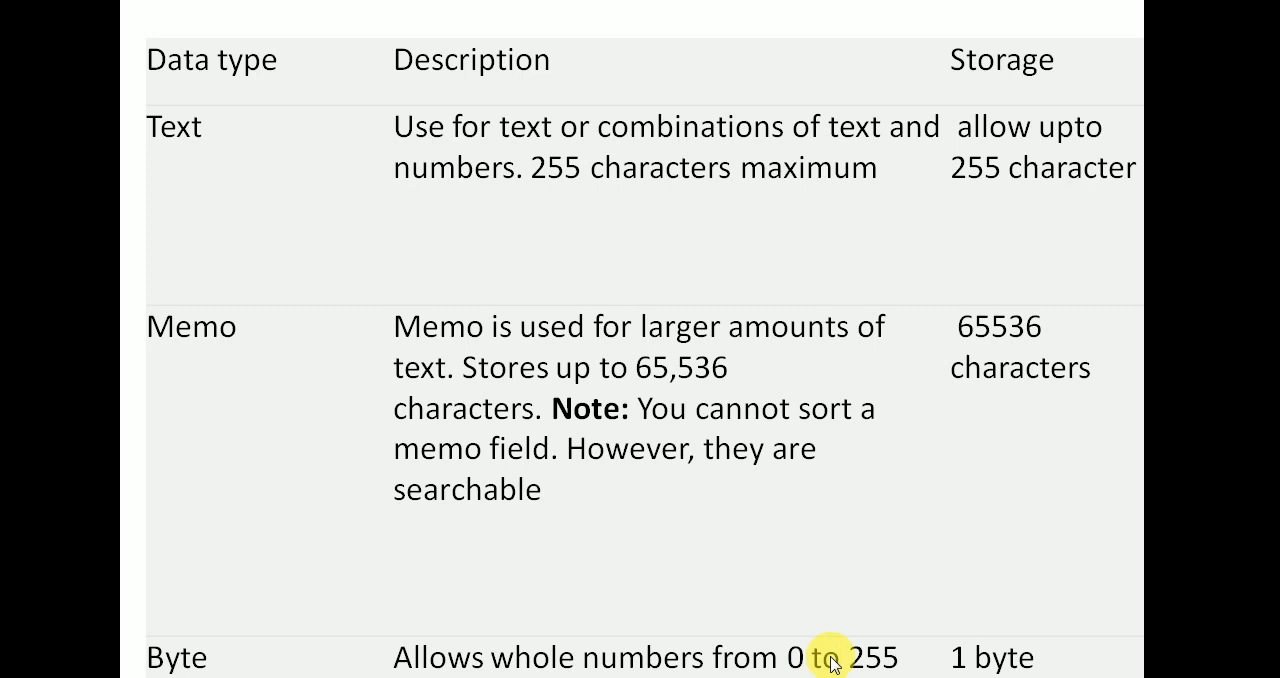 Data type Description Storage
Text Use for text or combinations of text and allow upto
numbers. 255 characters maximum 255 character
Memo Memo is used for larger amounts of 65536
text. Stores up to 65,536 characters
characters. Note: You cannot sort a
memo field. However, they are
searchable
Byte Allows whole numbers from 0 to 255 1 byte